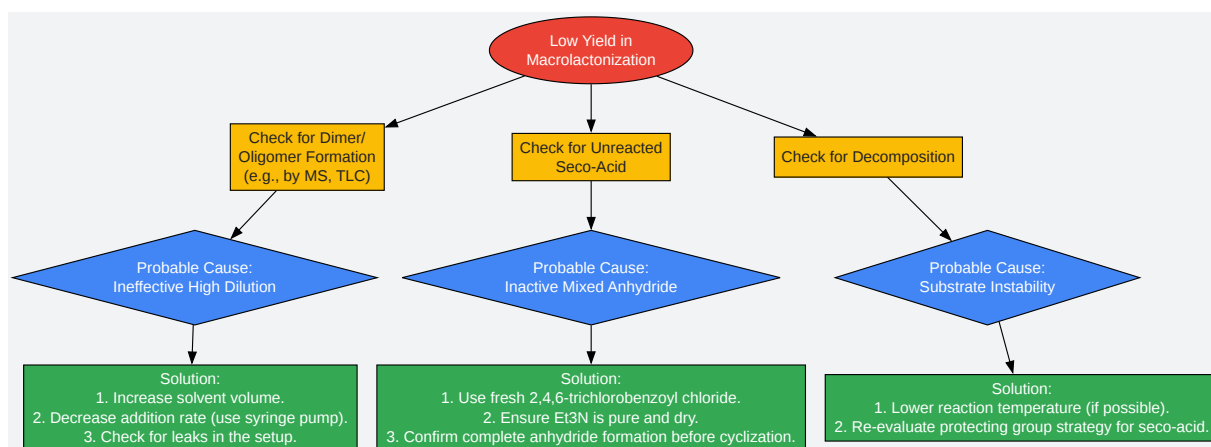 Low Yield in
Macrolactonization
Check for Dimer/
Oligomer Formation
(e.g., by MS, TLC)
Check for Unreacted
Seco-Acid
Check for Decomposition
Probable Cause:
Ineffective High Dilution
Probable Cause:
Inactive Mixed Anhydride
Probable Cause:
Substrate Instability
Solution:
1. Increase solvent volume.
2. Decrease addition rate (use syringe pump).
3. Check for leaks in the setup.
Solution:
1. Use fresh 2,4,6-trichlorobenzoyl chloride.
2. Ensure Et3N is pure and dry.
3. Confirm complete anhydride formation before cyclization.
Solution:
1. Lower reaction temperature (if possible).
2. Re-evaluate protecting group strategy for seco-acid.